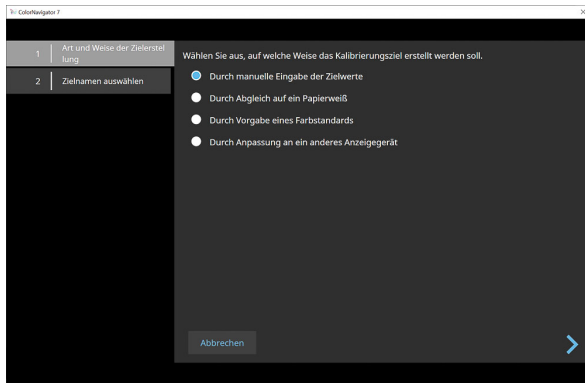 ColorNavigator 7
1
Art und Weise der Zielerstel
lung
2
Zielnamen auswählen
Wählen Sie aus, auf welche Weise das Kalibrierungsziel erstellt werden soll.
Durch manuelle Eingabe der Zielwerte
Durch Abgleich auf ein Papierweiß
Durch Vorgabe eines Farbstandards
Durch Anpassung an ein anderes Anzeigegerät
Abbrechen